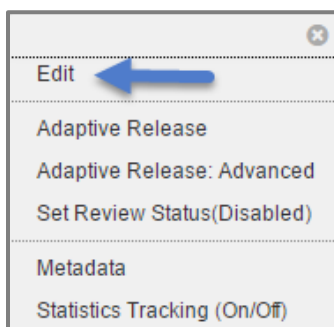 Edit
Adaptive Release
Adaptive Release: Advanced
Set Review Status(Disabled)
Metadata
Statistics Tracking (On/Off)